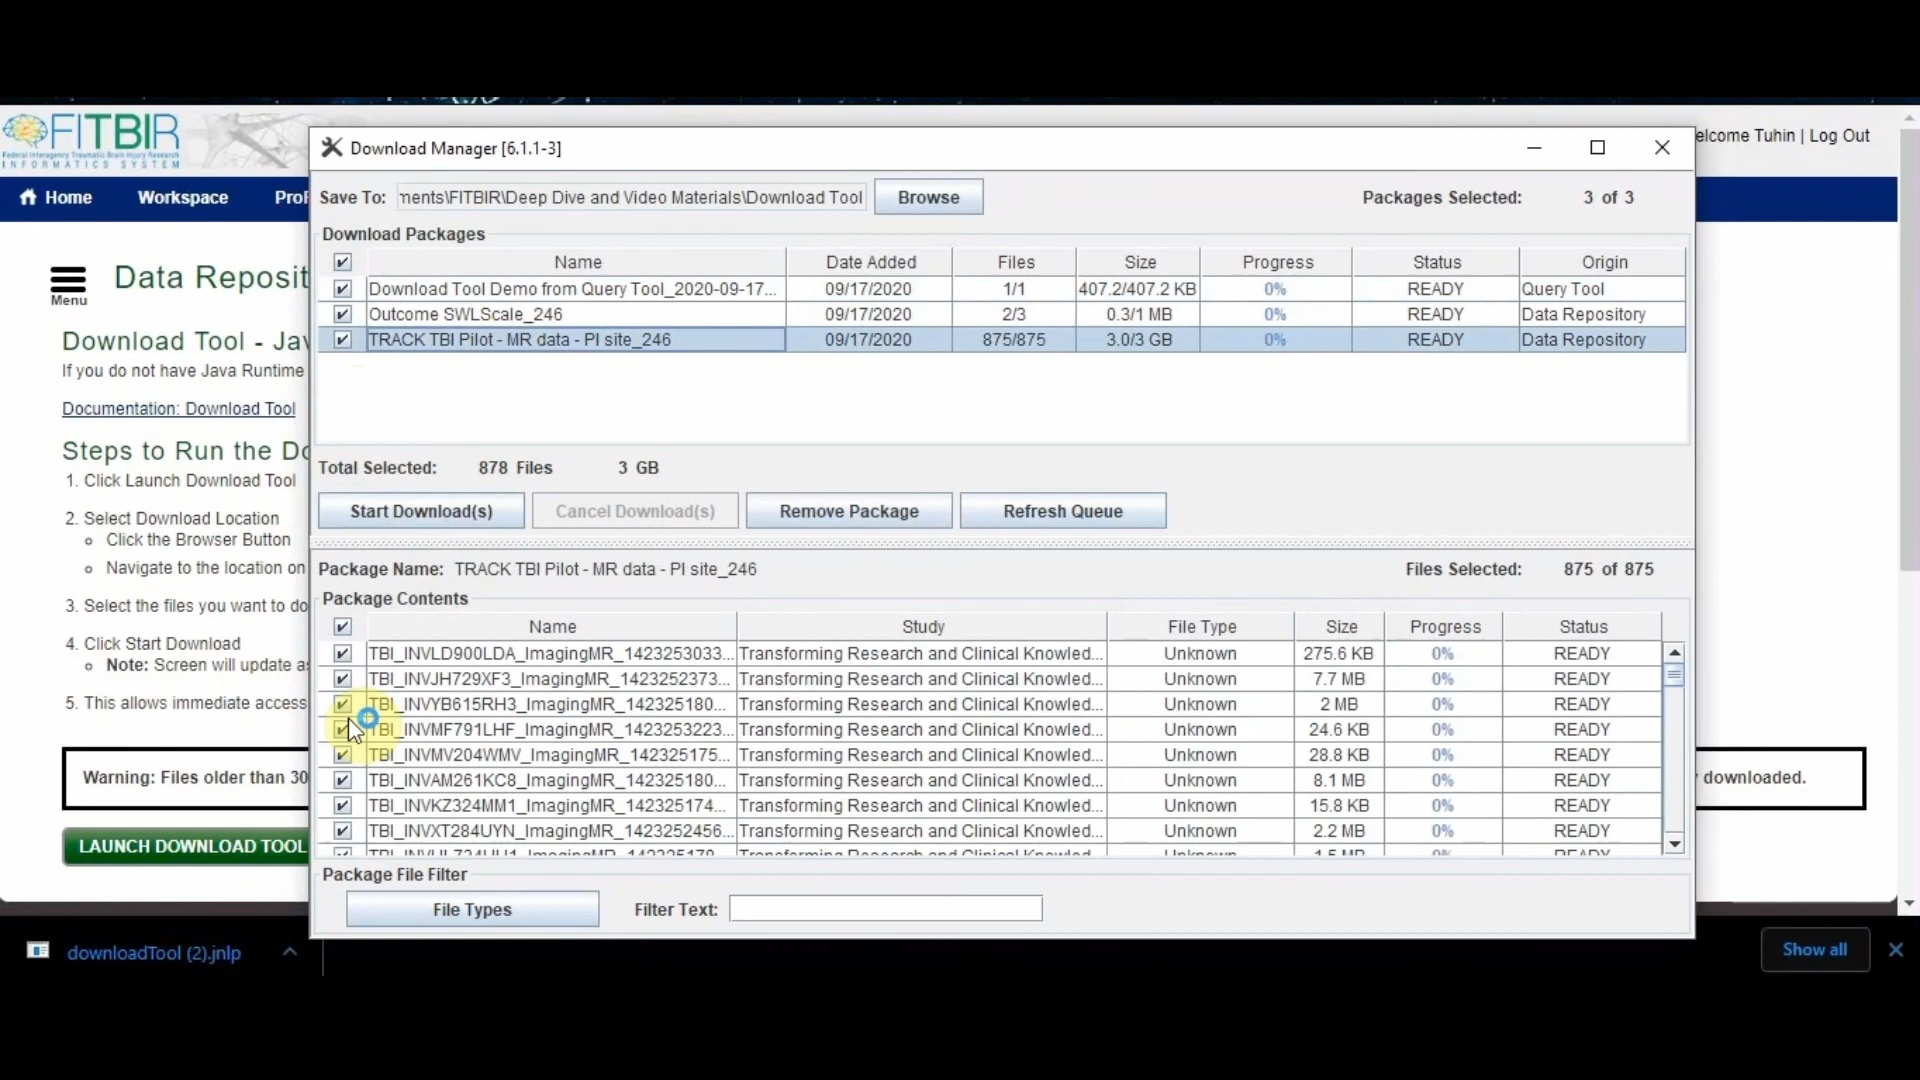 FITBIR
Federal Interagency Traumatic Brain Injury Research
INFORMATICS SYSTEM
elcome Tuhin | Log Out
Home Workspace Prof
Menu
Data Reposit
Download Tool - Jav
If you do not have Java Runtime
Documentation: Download Tool
Steps to Run the Do
1. Click Launch Download Tool
2. Select Download Location
Click the Browser Button
Navigate to the location on
3. Select the files you want to do
4. Click Start Download
Note: Screen will update as
5. This allows immediate access
Warning: Files older than 30
downloaded.
LAUNCH DOWNLOAD TOOL
Download Manager [6.1.1-3]
Save To: ments\FITBIR\Deep Dive and Video Materials\Download Tool Browse Packages Selected: 3 of 3
Download Packages
Name Date Added Files Size Progress Status Origin
Download Tool Demo from Query Tool_2020-09-17... 09/17/2020 1/1 407.2/407.2 KB 0% READY Query Tool
Outcome SWLScale_246 09/17/2020 2/3 0.3/1 MB 0% READY Data Repository
TRACK TBI Pilot - MR data - PI site_246 09/17/2020 875/875 3.0/3 GB 0% READY Data Repository
Total Selected: 878 Files 3 GB
Start Download(s) Cancel Download(s) Remove Package Refresh Queue
Package Name: TRACK TBI Pilot - MR data - PI site_246 Files Selected: 875 of 875
Package Contents
Name Study File Type Size Progress Status
TBI_INVLD900LDA_ImagingMR_1423253033... Transforming Research and Clinical Knowled... Unknown 275.6 KB 0% READY
TBI_INVJH729XF3_ImagingMR_1423252373... Transforming Research and Clinical Knowled... Unknown 7.7 MB 0% READY
TBI_INVYB615RH3_ImagingMR_142325180... Transforming Research and Clinical Knowled... Unknown 2 MB 0% READY
TBI_INVMF791LHF_ImagingMR_1423253223... Transforming Research and Clinical Knowled... Unknown 24.6 KB 0% READY
TBI_INVMV204WMV_ImagingMR_142325175... Transforming Research and Clinical Knowled... Unknown 28.8 KB 0% READY
TBI_INVAM261KC8_ImagingMR_142325180... Transforming Research and Clinical Knowled... Unknown 8.1 MB 0% READY
TBI_INVKZ324MM1_ImagingMR_142325174... Transforming Research and Clinical Knowled... Unknown 15.8 KB 0% READY
TBI_INVXT284UYN_ImagingMR_1423252456... Transforming Research and Clinical Knowled... Unknown 2.2 MB 0% READY
Package File Filter
File Types Filter Text:
downloadTool (2).jnlp
Show all